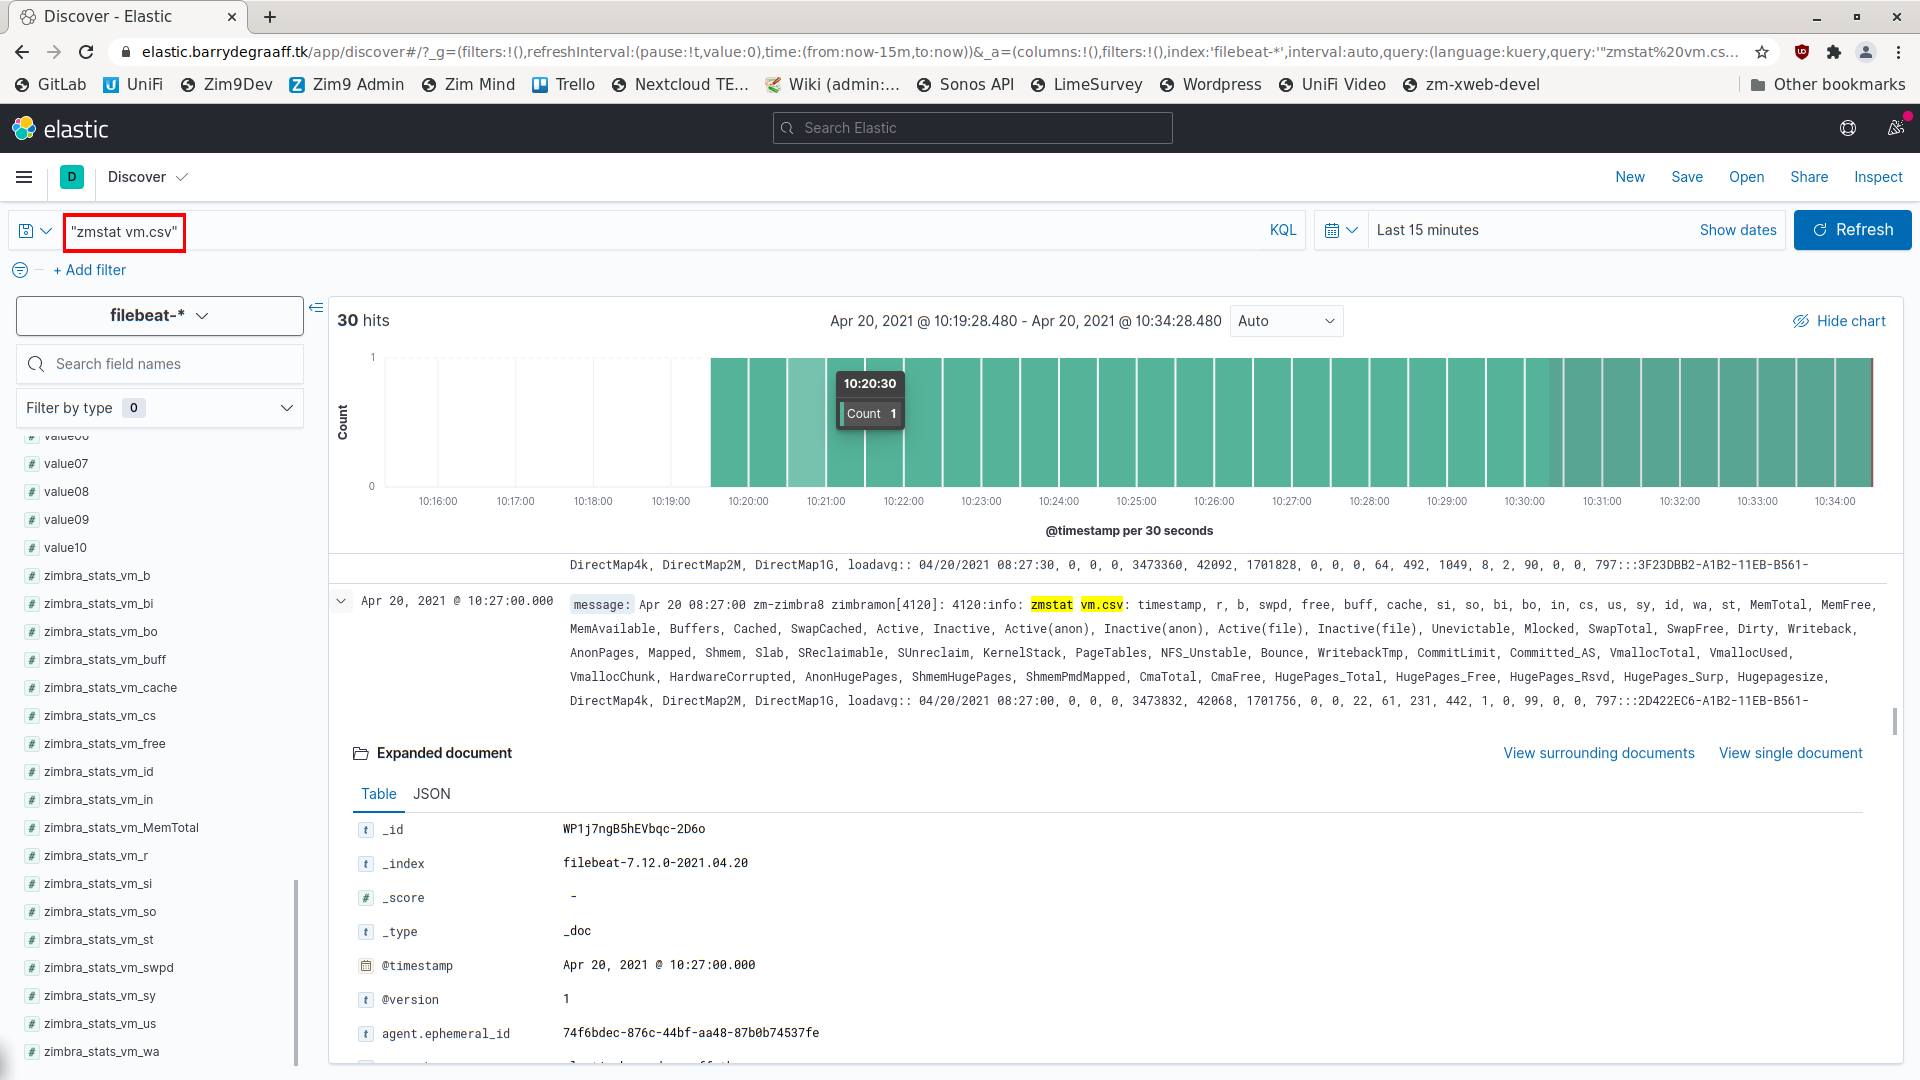 Discover - Elastic
elastic.barrydegraaff.tk/app/discover#/?_g=(filters:!(),refreshInterval:(pause:!t,value:0),time:(from:now-15m,to:now))&_a=(columns:!(),filters:!(),index:'filebeat-*',interval:auto,query:(language:kuery,query:'"zmstat%20vm.cs...
GitLab UniFi Zim9Dev Zim9 Admin Zim Mind Trello Nextcloud TE... Wiki (admin:... Sonos API LimeSurvey Wordpress UniFi Video zm-xweb-devel Other bookmarks
elastic Search Elastic
D Discover New Save Open Share Inspect
"zmstat vm.csv" KQL Last 15 minutes Show dates Refresh
+ Add filter
filebeat-*
Search field names
Filter by type 0
value06
value07
value08
value09
value10
zimbra_stats_vm_b
zimbra_stats_vm_bi
zimbra_stats_vm_bo
zimbra_stats_vm_buff
zimbra_stats_vm_cache
zimbra_stats_vm_cs
zimbra_stats_vm_free
zimbra_stats_vm_id
zimbra_stats_vm_in
zimbra_stats_vm_MemTotal
zimbra_stats_vm_r
zimbra_stats_vm_si
zimbra_stats_vm_so
zimbra_stats_vm_st
zimbra_stats_vm_swpd
zimbra_stats_vm_sy
zimbra_stats_vm_us
zimbra_stats_vm_wa
30 hits Apr 20, 2021 @ 10:19:28.480 - Apr 20, 2021 @ 10:34:28.480 Auto Hide chart
1
10:20:30
Count 1
Count
0
10:16:00 10:17:00 10:18:00 10:19:00 10:20:00 10:21:00 10:22:00 10:23:00 10:24:00 10:25:00 10:26:00 10:27:00 10:28:00 10:29:00 10:30:00 10:31:00 10:32:00 10:33:00 10:34:00
@timestamp per 30 seconds
DirectMap4k, DirectMap2M, DirectMap1G, loadavg:: 04/20/2021 08:27:30, 0, 0, 0, 3473360, 42092, 1701828, 0, 0, 0, 64, 492, 1049, 8, 2, 90, 0, 0, 797:::3F23DBB2-A1B2-11EB-B561-
Apr 20, 2021 @ 10:27:00.000 message: Apr 20 08:27:00 zm-zimbra8 zimbramon[4120]: 4120:info: zmstat vm.csv: timestamp, r, b, swpd, free, buff, cache, si, so, bi, bo, in, cs, us, sy, id, wa, st, MemTotal, MemFree,
MemAvailable, Buffers, Cached, SwapCached, Active, Inactive, Active(anon), Inactive(anon), Active(file), Inactive(file), Unevictable, Mlocked, SwapTotal, SwapFree, Dirty, Writeback,
AnonPages, Mapped, Shmem, Slab, SReclaimable, SUnreclaim, KernelStack, PageTables, NFS_Unstable, Bounce, WritebackTmp, CommitLimit, Committed_AS, VmallocTotal, VmallocUsed,
VmallocChunk, HardwareCorrupted, AnonHugePages, ShmemHugePages, ShmemPmdMapped, CmaTotal, CmaFree, HugePages_Total, HugePages_Free, HugePages_Rsvd, HugePages_Surp, Hugepagesize,
DirectMap4k, DirectMap2M, DirectMap1G, loadavg:: 04/20/2021 08:27:00, 0, 0, 0, 3473832, 42068, 1701756, 0, 0, 22, 61, 231, 442, 1, 0, 99, 0, 0, 797:::2D422EC6-A1B2-11EB-B561-
Expanded document View surrounding documents View single document
Table JSON
t _id WP1j7ngB5hEVbqc-2D6o
t _index filebeat-7.12.0-2021.04.20
# _score -
t _type _doc
@timestamp Apr 20, 2021 @ 10:27:00.000
t @version 1
t agent.ephemeral_id 74f6bdec-876c-44bf-aa48-87b0b74537fe